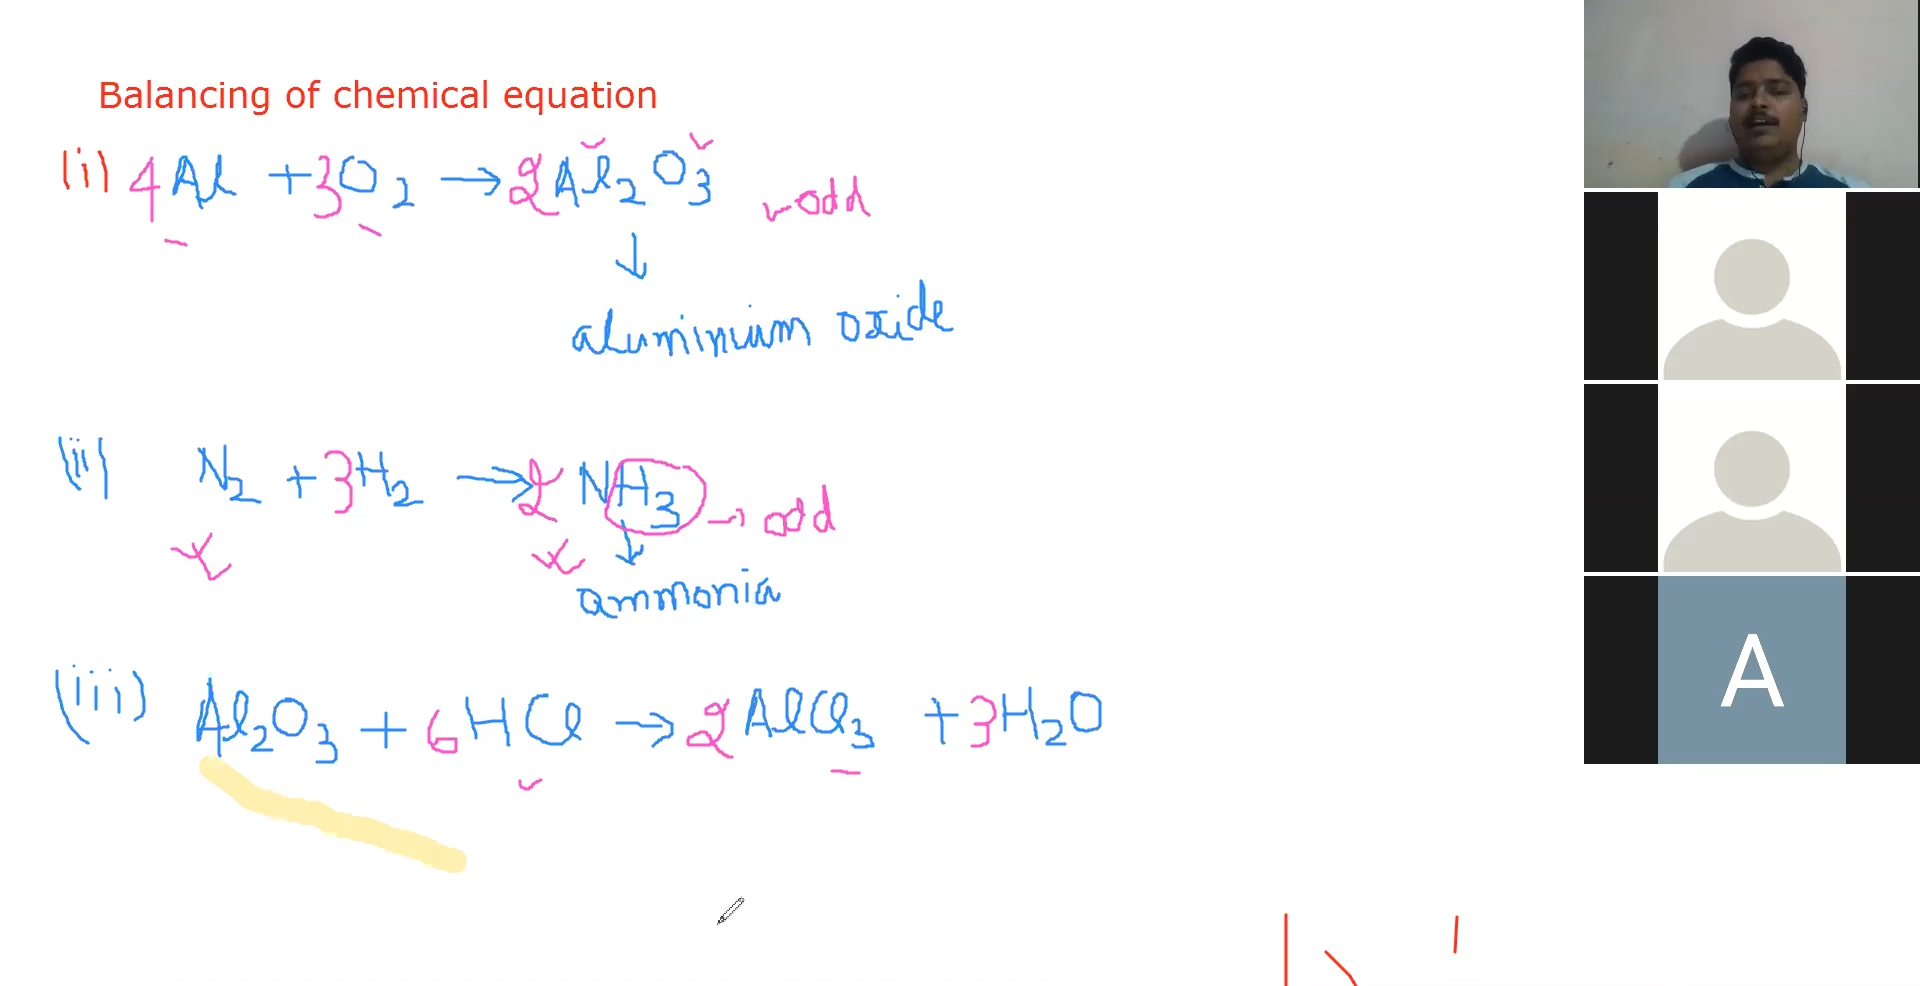 Balancing of chemical equation
(i) 4Al + 3O2 → 2Al2O3 odd
↓
aluminium oxide
(ii) N2 + 3H2 → 2NH3 → odd
↓
ammonia
(iii) Al2O3 + 6HCl → 2AlCl3 + 3H2O
A